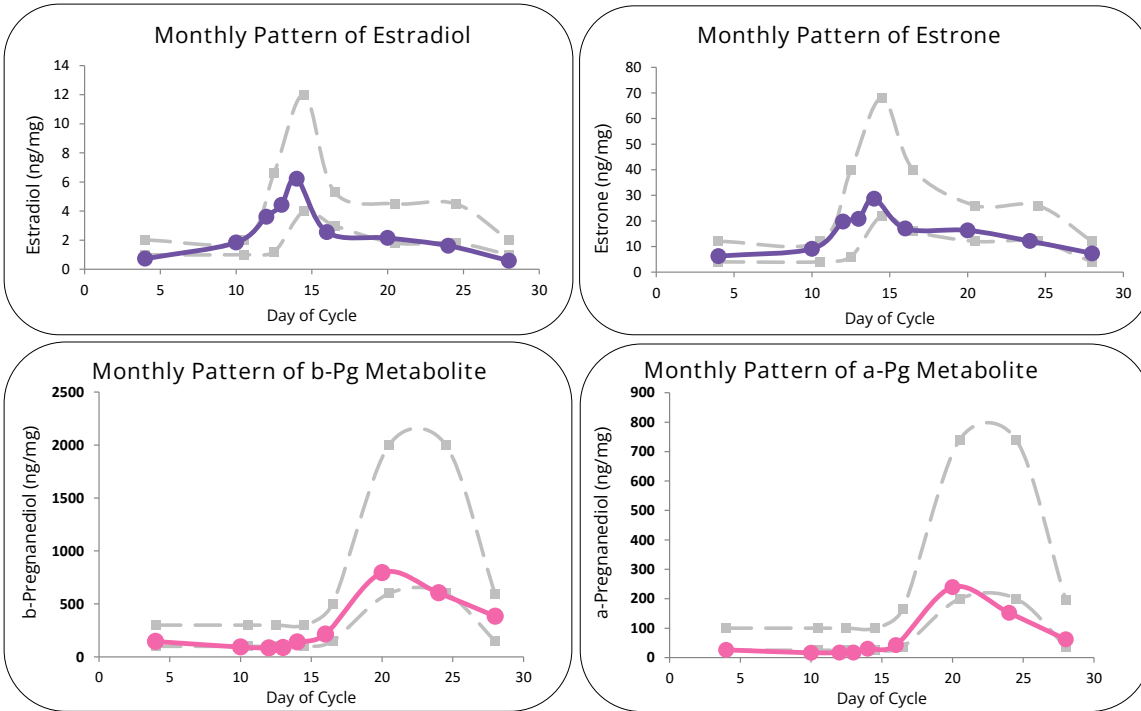 Monthly Pattern of Estradiol
Estradiol (ng/mg)
14
12
10
8
6
4
2
0
0 5 10 15 20 25 30
Day of Cycle
Monthly Pattern of Estrone
Estrone (ng/mg)
80
70
60
50
40
30
20
10
0
0 5 10 15 20 25 30
Day of Cycle
Monthly Pattern of b-Pg Metabolite
b-Pregnanediol (ng/mg)
2500
2000
1500
1000
500
0
0 5 10 15 20 25 30
Day of Cycle
Monthly Pattern of a-Pg Metabolite
a-Pregnanediol (ng/mg)
900
800
700
600
500
400
300
200
100
0
0 5 10 15 20 25 30
Day of Cycle